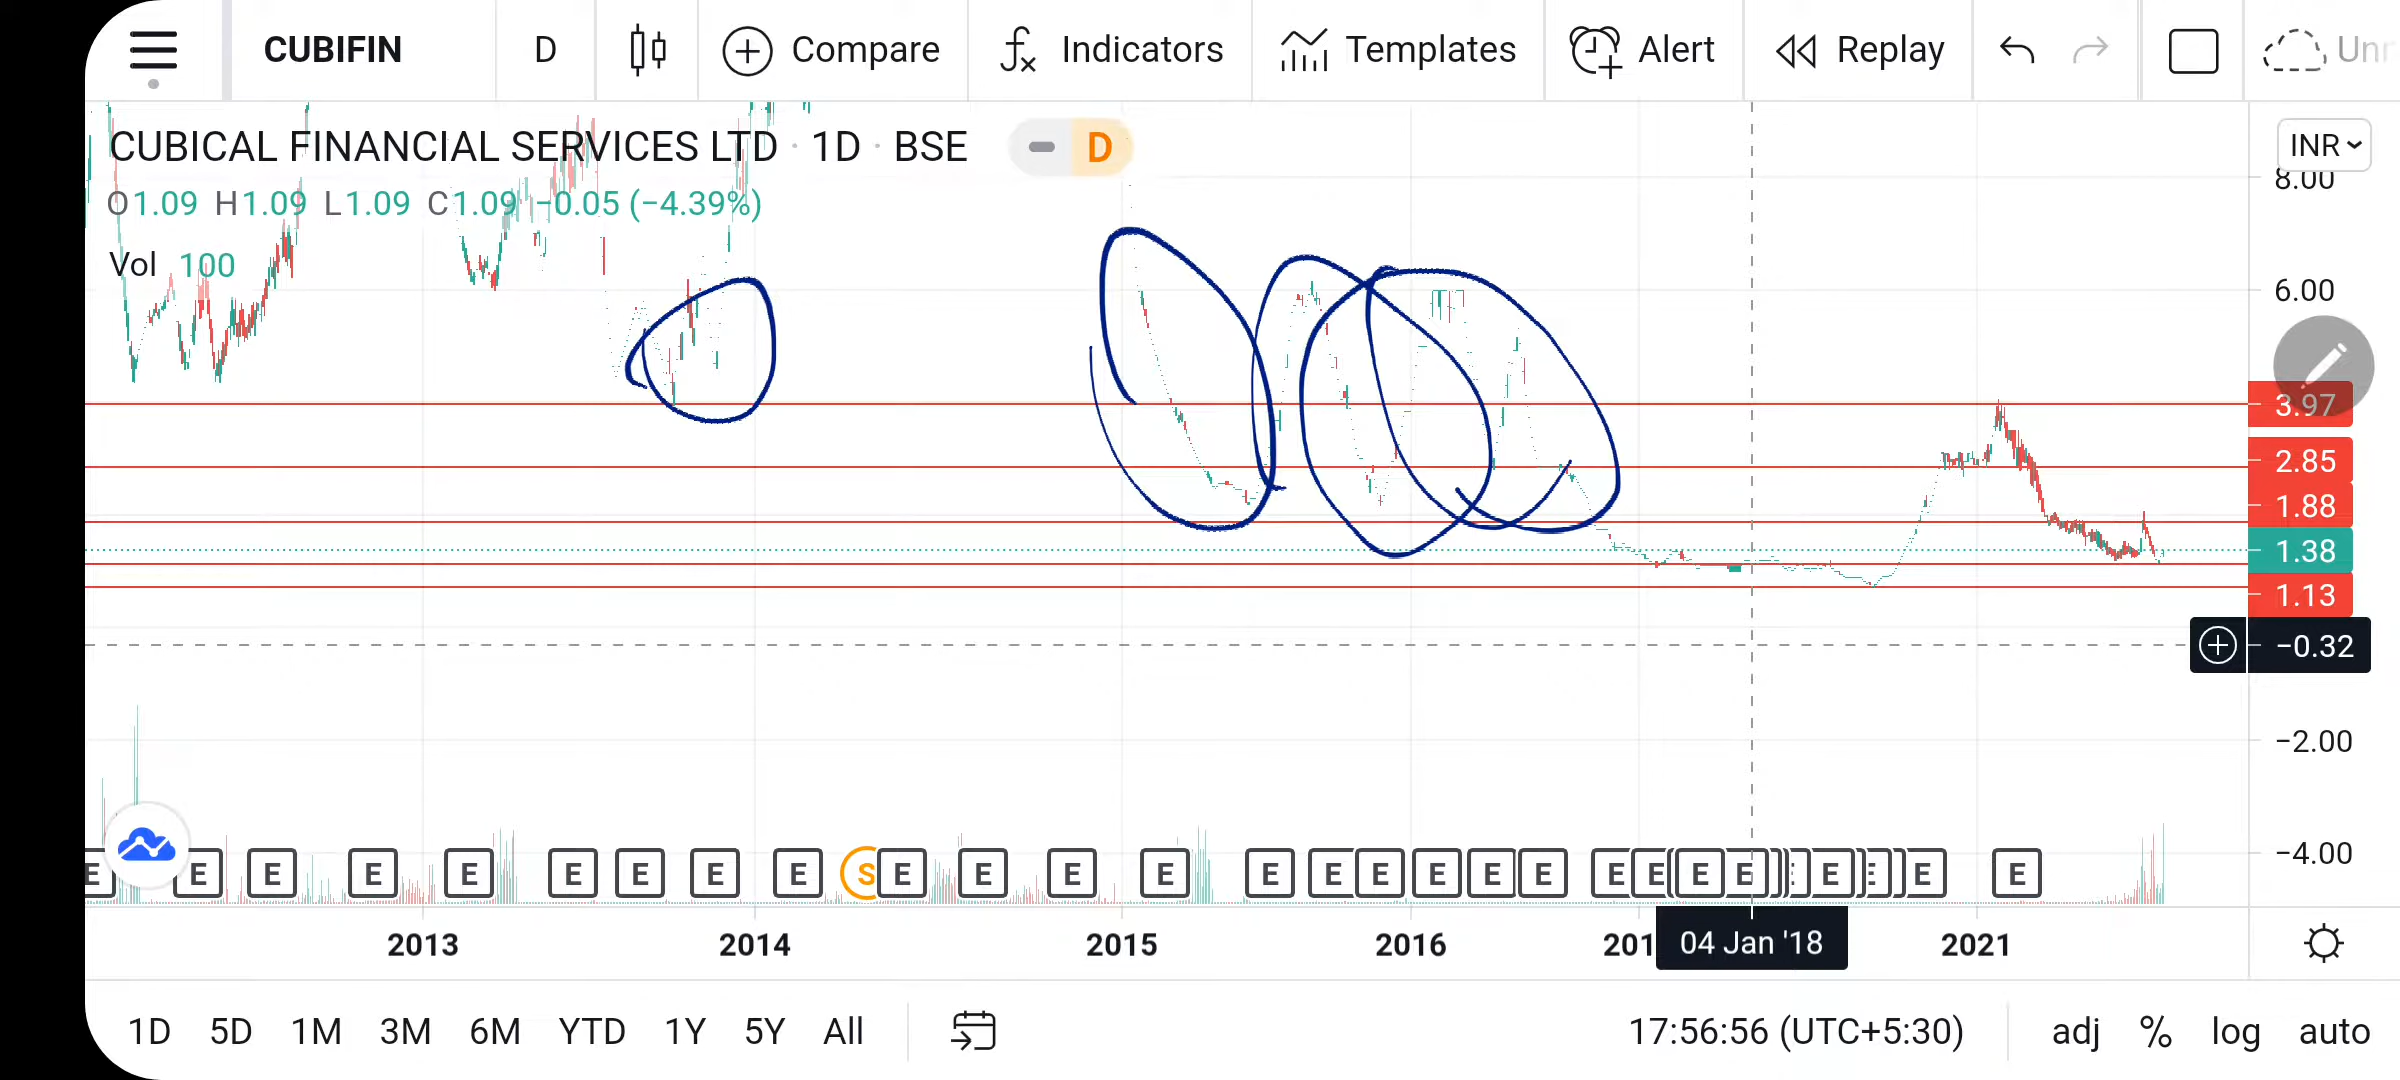 CUBIFIN D Compare Indicators Templates Alert Replay
CUBICAL FINANCIAL SERVICES LTD · 1D · BSE D
INR
8.00
O1.09 H1.09 L1.09 C1.09 −0.05 (−4.39%)
Vol 100
6.00
3.97
2.85
1.88
1.38
1.13
−0.32
−2.00
−4.00
E E E E E E E E E S E E E E E E E E E E E E E E E E E
2013 2014 2015 2016 201 04 Jan '18 2021
1D 5D 1M 3M 6M YTD 1Y 5Y All 17:56:56 (UTC+5:30) adj % log auto